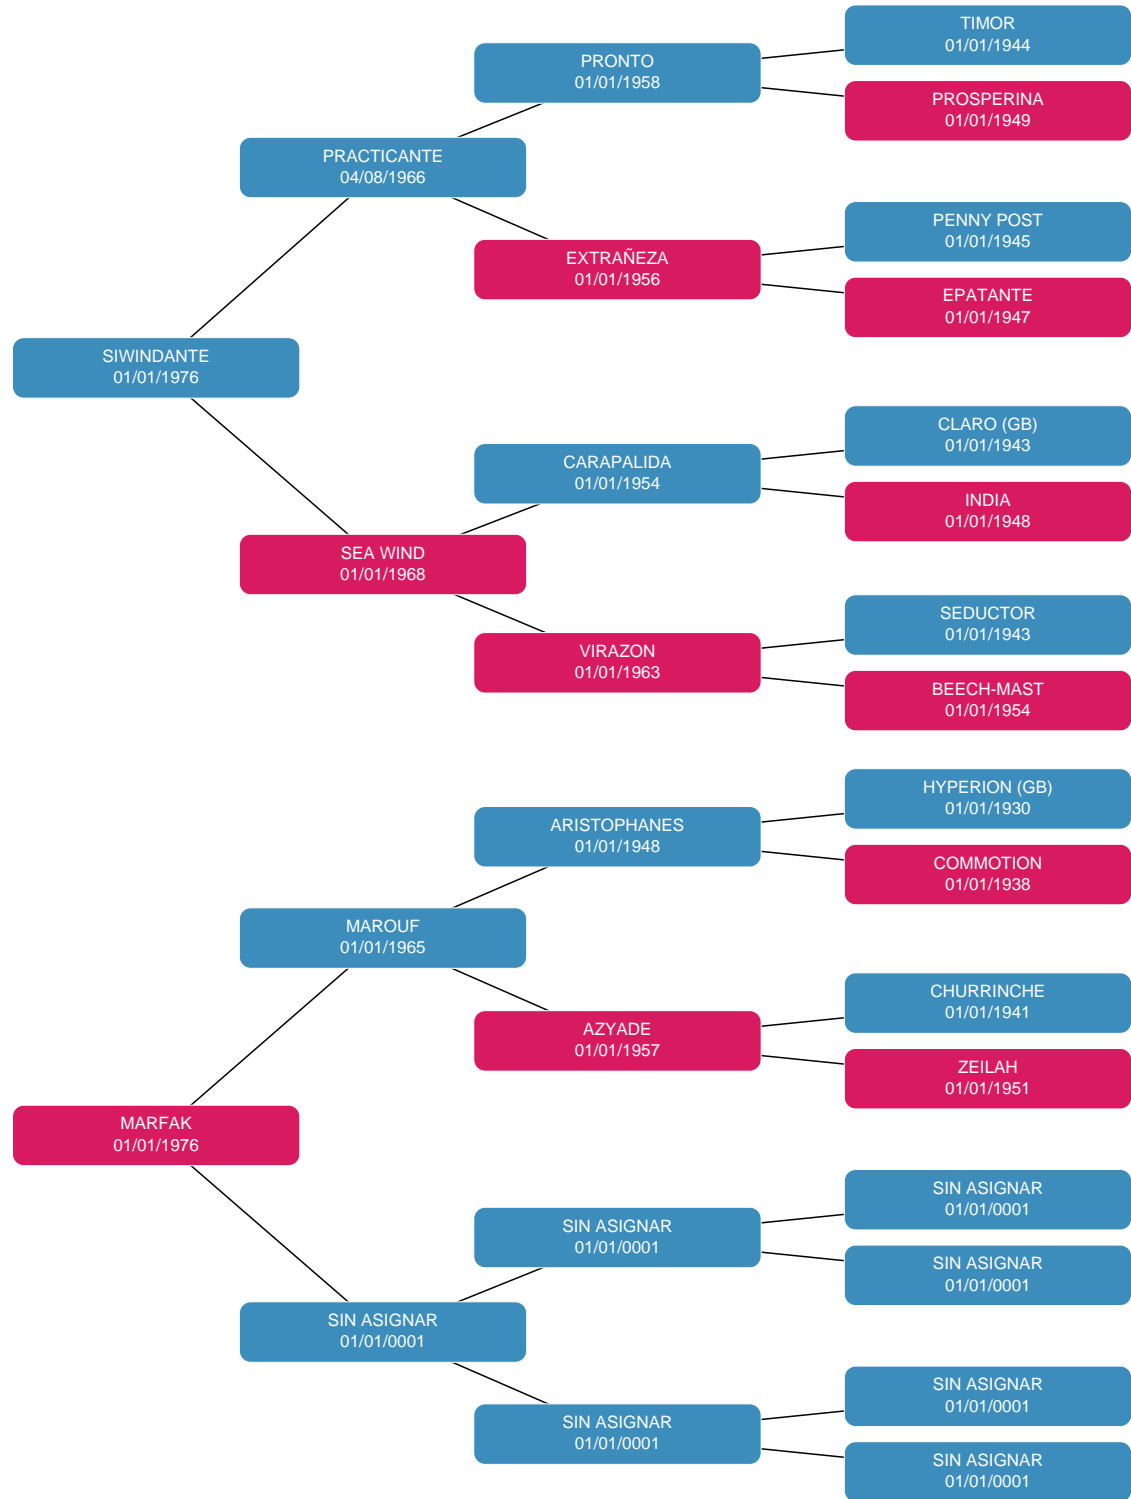 TIMOR
01/01/1944
PRONTO
01/01/1958
PROSPERINA
01/01/1949
PRACTICANTE
04/08/1966
PENNY POST
01/01/1945
EXTRAÑEZA
01/01/1956
EPATANTE
01/01/1947
SIWINDANTE
01/01/1976
CLARO (GB)
01/01/1943
CARAPALIDA
01/01/1954
INDIA
01/01/1948
SEA WIND
01/01/1968
SEDUCTOR
01/01/1943
VIRAZON
01/01/1963
BEECH-MAST
01/01/1954
HYPERION (GB)
01/01/1930
ARISTOPHANES
01/01/1948
COMMOTION
01/01/1938
MAROUF
01/01/1965
CHURRINCHE
01/01/1941
AZYADE
01/01/1957
ZEILAH
01/01/1951
MARFAK
01/01/1976
SIN ASIGNAR
01/01/0001
SIN ASIGNAR
01/01/0001
SIN ASIGNAR
01/01/0001
SIN ASIGNAR
01/01/0001
SIN ASIGNAR
01/01/0001
SIN ASIGNAR
01/01/0001
SIN ASIGNAR
01/01/0001